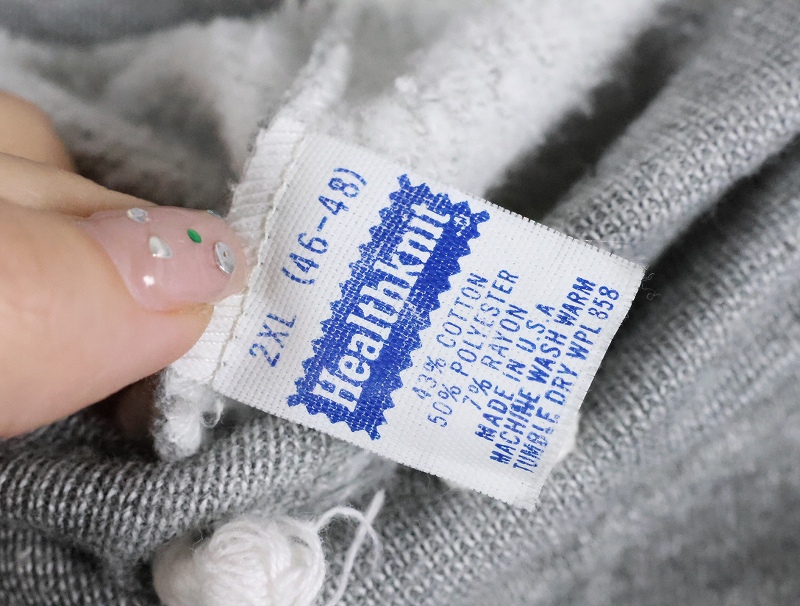 2XL (46-48)
Healthknit
43% COTTON
50% POLYESTER
7% RAYON
MADE IN U.S.A
MACHINE WASH WARM
TUMBLE DRY WPL 858